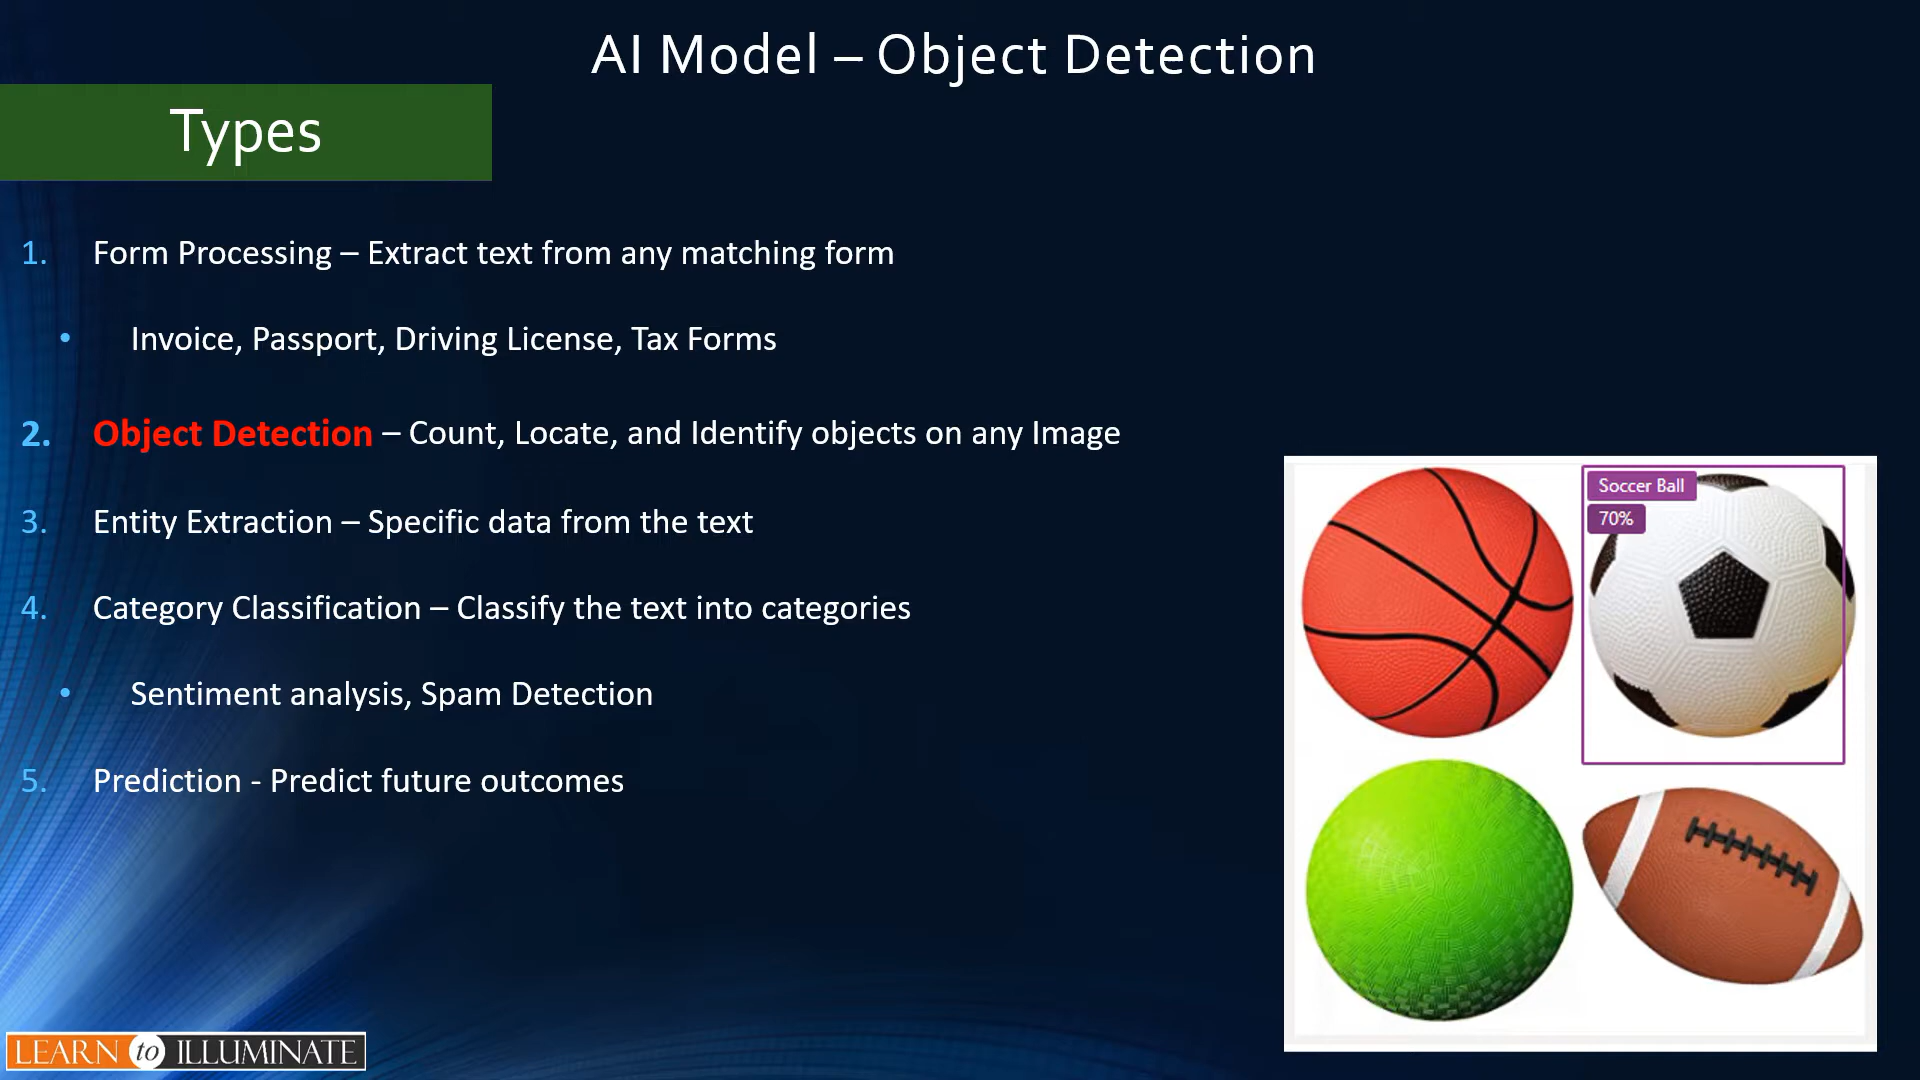 AI Model – Object Detection
Types
1. Form Processing – Extract text from any matching form
• Invoice, Passport, Driving License, Tax Forms
2. Object Detection – Count, Locate, and Identify objects on any Image
3. Entity Extraction – Specific data from the text
4. Category Classification – Classify the text into categories
• Sentiment analysis, Spam Detection
5. Prediction - Predict future outcomes
Soccer Ball
70%
LEARN to ILLUMINATE